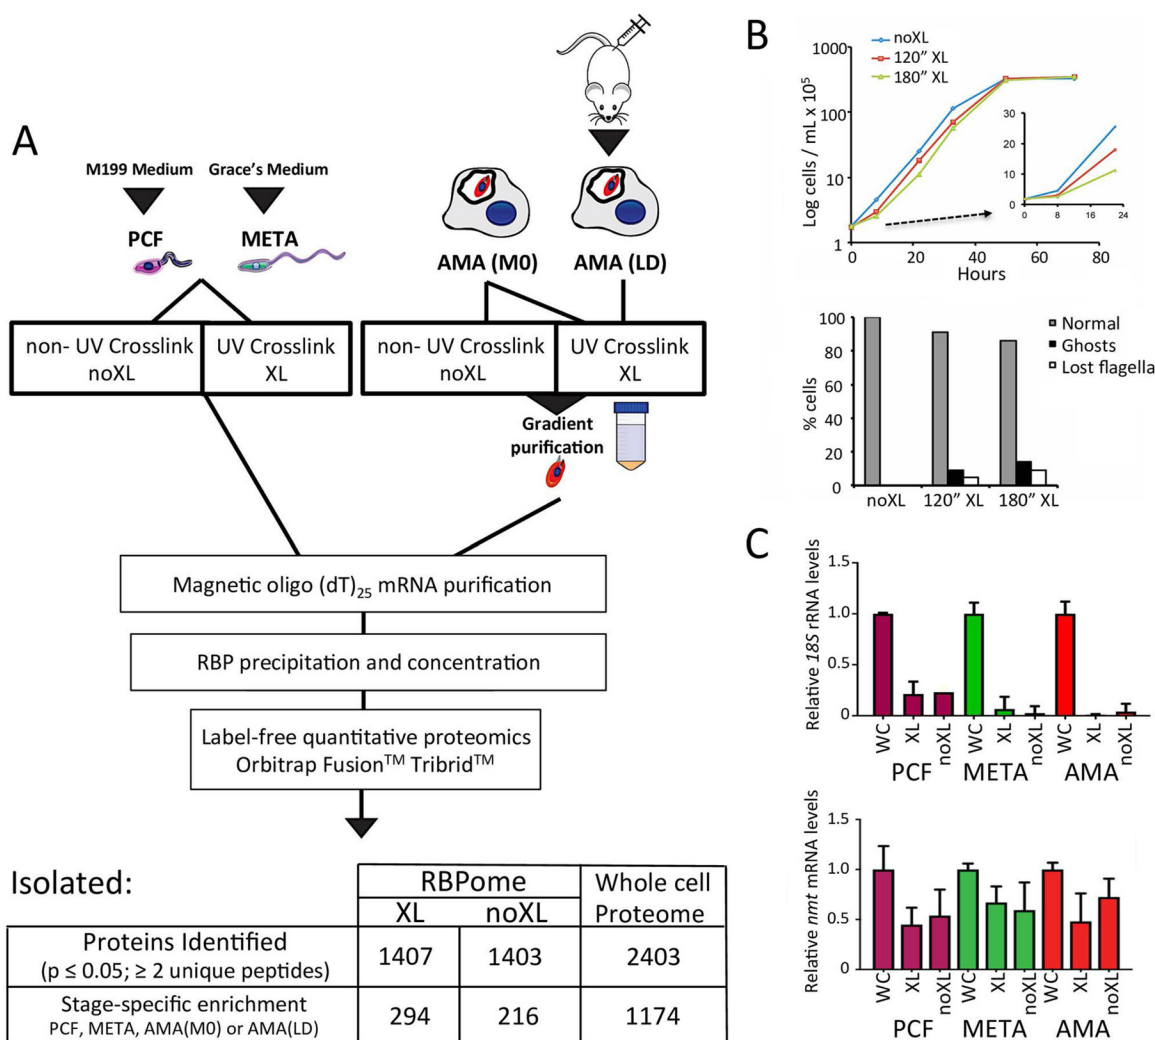 A
M199 Medium
Grace's Medium
PCF
META
AMA (M0)
AMA (LD)
non- UV Crosslink
noXL
UV Crosslink
XL
non- UV Crosslink
noXL
UV Crosslink
XL
Gradient
purification
Magnetic oligo (dT)25 mRNA purification
RBP precipitation and concentration
Label-free quantitative proteomics
Orbitrap Fusion™ Tribrid™
Isolated:
RBPome
Whole cell
Proteome
XL
noXL
Proteins Identified
(p ≤ 0.05; ≥ 2 unique peptides)
1407
1403
2403
Stage-specific enrichment
PCF, META, AMA(M0) or AMA(LD)
294
216
1174
B
noXL
120” XL
180” XL
Log cells / mL x 10⁵
1000
100
10
1
0
20
40
60
80
Hours
30
20
10
0
0
8
16
24
% cells
100
80
60
40
20
0
Normal
Ghosts
Lost flagella
noXL
120” XL
180” XL
C
Relative 18S rRNA levels
1.5
1.0
0.5
0
WC
XL
noXL
WC
XL
noXL
WC
XL
noXL
PCF
META
AMA
Relative nmt mRNA levels
1.5
1.0
0.5
0
WC
XL
noXL
WC
XL
noXL
WC
XL
noXL
PCF
META
AMA